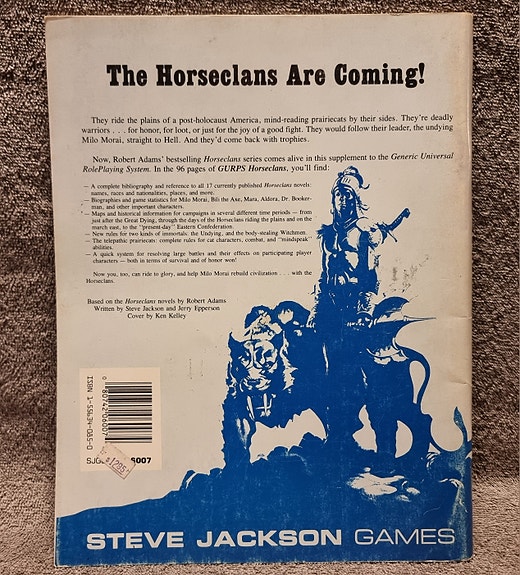 The Horseclans Are Coming!
They ride the plains of a post-holocaust America, mind-reading prairiecats by their sides. They're deadly
warriors . . . for honor, for loot, or just for the joy of a good fight. They would follow their leader, the undying
Milo Morai, straight to Hell. And they'd come back with trophies.
Now, Robert Adams' bestselling Horseclans series comes alive in this supplement to the Generic Universal
RolePlaying System. In the 96 pages of GURPS Horseclans, you'll find:
— A complete bibliography and reference to all 17 currently published Horseclans novels:
names, races and nationalities, places, and more.
— Biographies and game statistics for Milo Morai, Bili the Axe, Mara, Aldora, Dr. Booker-
man, and other important characters.
— Maps and historical information for campaigns in several different time periods — from
just after the Great Dying, through the days of the Horseclans riding the plains and on the
march east, to the "present-day" Eastern Confederation.
— New rules for two kinds of immortals: the Undying, and the body-stealing Witchmen.
— The telepathic prairiecats: complete rules for cat characters, combat, and "mindspeak"
abilities.
— A quick system for resolving large battles and their effects on participating player
characters — both in terms of survival and of honor won!
Now you, too, can ride to glory, and help Milo Morai rebuild civilization . . . with the
Horseclans.
Based on the Horseclans novels by Robert Adams
Written by Steve Jackson and Jerry Epperson
Cover by Ken Kelley
ISBN 1-55634-085-0
0 80742 06007
SJG
6007
1295
STEVE JACKSON GAMES